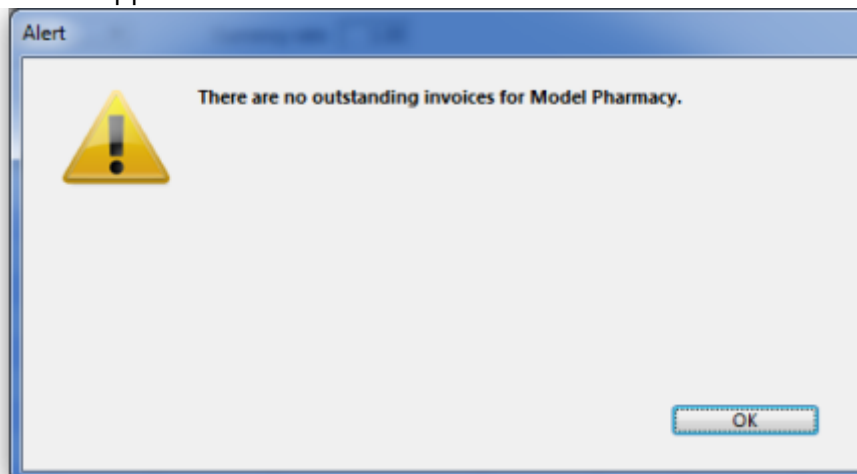 Alert
There are no outstanding invoices for Model Pharmacy.
OK